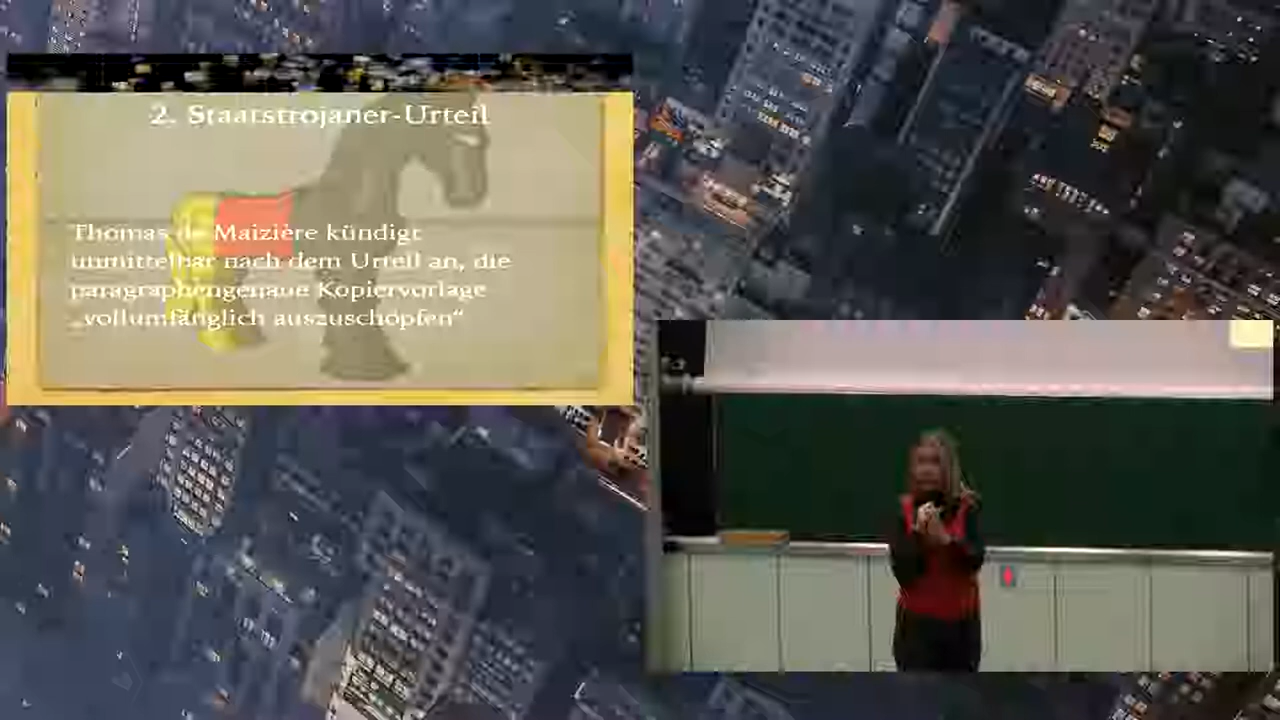 2. Staatstrojaner-Urteil
Thomas de Maizière kündigt
unmittelbar nach dem Urteil an, die
paragraphengenaue Kopiervorlage
„vollumfänglich auszuschöpfen“